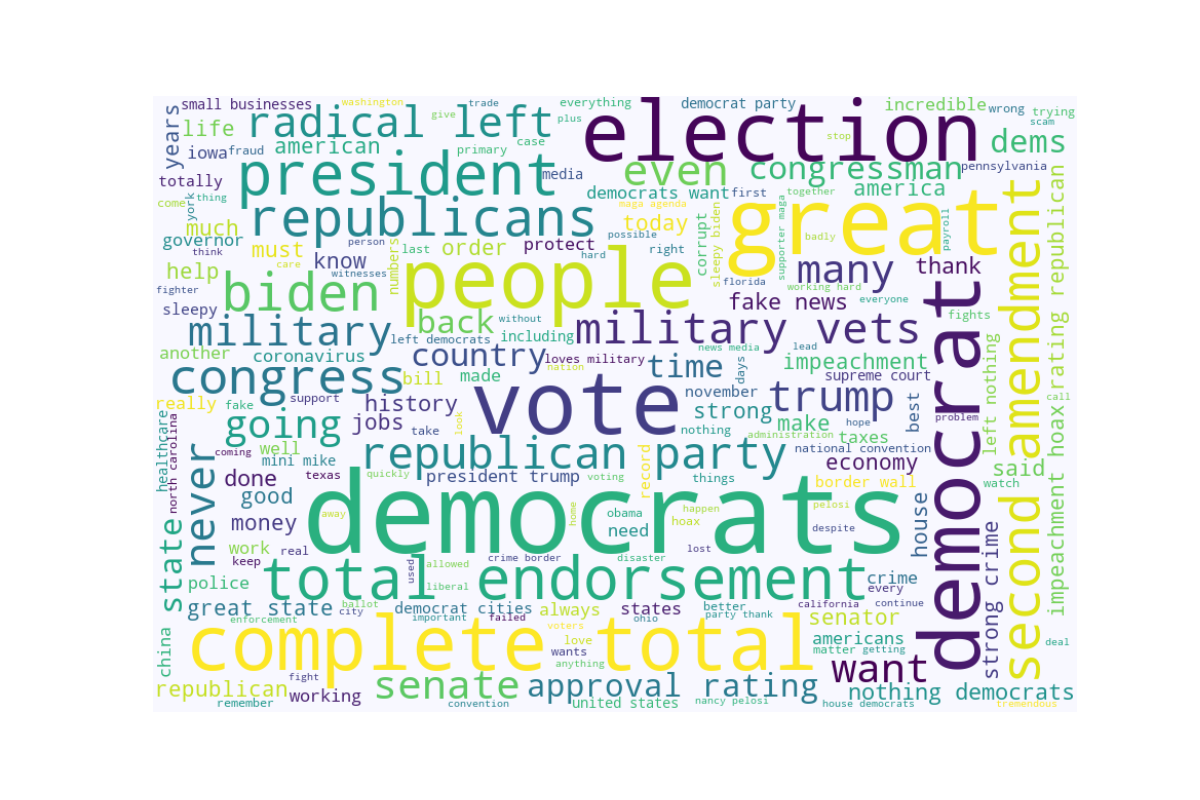 small businesses
washington
trade
everything
democrat party
incredible
wrong
trying
years
life
radical left
give
plus
election
stop
scam
iowa
fraud
american
primary
case
dems
president
media
even
congressman
pennsylvania
totally
democrats want
first
together
america
come
thing
york
republicans
maga agenda
today
great
much
governor
must
person
order
protect
possible
corrupt
sleepy biden
supporter maga
badly
payroll
second amendment
impeachment hoax
rating republican
think
know
numbers
last
hard
right
help
care
witnesses
people
many
thank
fighter
biden
florida
working hard
everyone
sleepy
back
without
fake news
fights
military
left democrats
including
military vets
another
coronavirus
country
loves military
news media
lead
left nothing
congress
bill
made
nation
time
days
impeachment
supreme court
call
really
fake
support
history
look
vote
november
trump
best
democrat
problem
healthcare
north carolina
going
jobs
take
strong
make
hope
nothing
taxes
never
coming
well
republican party
administration
national convention
said
mini mike
record
economy
done
texas
quickly
president trump
voting
things
border wall
watch
good
democrats
happen
pelosi
house
money
away
home
obama
hoax
despite
state
need
strong crime
work
real
lost
keep
crime border
disaster
police
total endorsement
used
allowed
liberal
crime
every
great state
city
ballot
democrat cities
always
states
better
california
continue
enforcement
important
failed
ohio
party thank
senator
china
complete total
voters
love
wants
anything
americans
matter
getting
deal
want
republican
fight
working
senate
approval rating
nothing democrats
remember
convention
united states
nancy pelosi
house democrats
tremendous